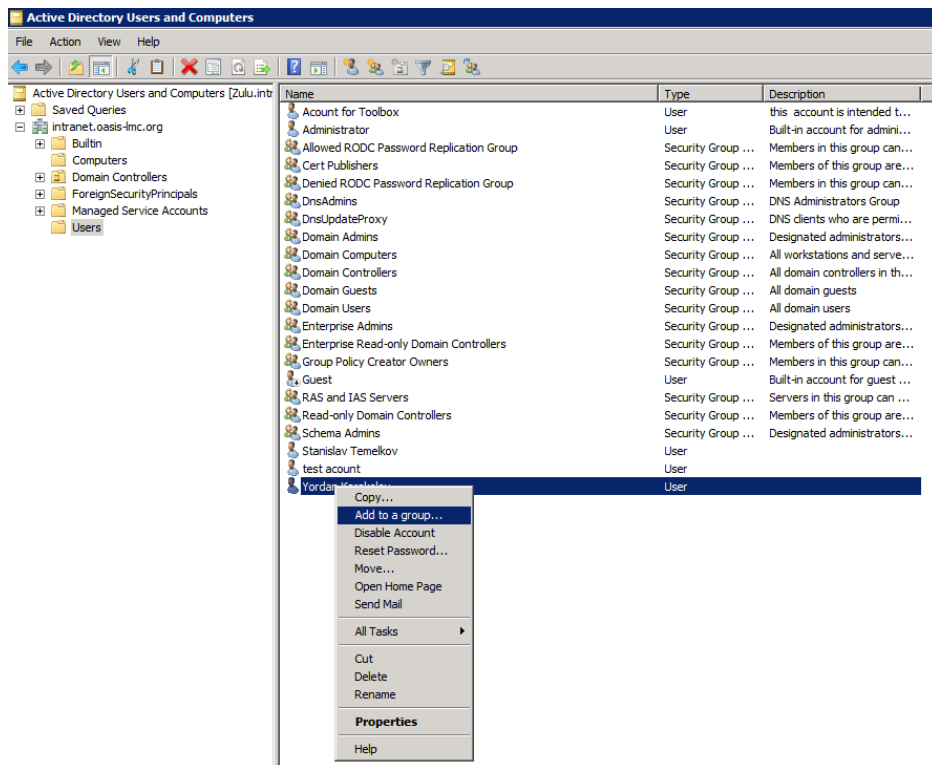 Active Directory Users and Computers
File Action View Help
Active Directory Users and Computers [Zulu.intr
Saved Queries
intranet.oasis-lmc.org
Builtin
Computers
Domain Controllers
ForeignSecurityPrincipals
Managed Service Accounts
Users
Name Type Description
Acount for Toolbox User this account is intended t...
Administrator User Built-in account for admini...
Allowed RODC Password Replication Group Security Group ... Members in this group can...
Cert Publishers Security Group ... Members of this group are...
Denied RODC Password Replication Group Security Group ... Members in this group can...
DnsAdmins Security Group ... DNS Administrators Group
DnsUpdateProxy Security Group ... DNS clients who are permi...
Domain Admins Security Group ... Designated administrators...
Domain Computers Security Group ... All workstations and serve...
Domain Controllers Security Group ... All domain controllers in th...
Domain Guests Security Group ... All domain guests
Domain Users Security Group ... All domain users
Enterprise Admins Security Group ... Designated administrators...
Enterprise Read-only Domain Controllers Security Group ... Members of this group are...
Group Policy Creator Owners Security Group ... Members in this group can...
Guest User Built-in account for guest ...
RAS and IAS Servers Security Group ... Servers in this group can ...
Read-only Domain Controllers Security Group ... Members of this group are...
Schema Admins Security Group ... Designated administrators...
Stanislav Temelkov User
test acount User
Yordan User
Copy...
Add to a group...
Disable Account
Reset Password...
Move...
Open Home Page
Send Mail
All Tasks
Cut
Delete
Rename
Properties
Help